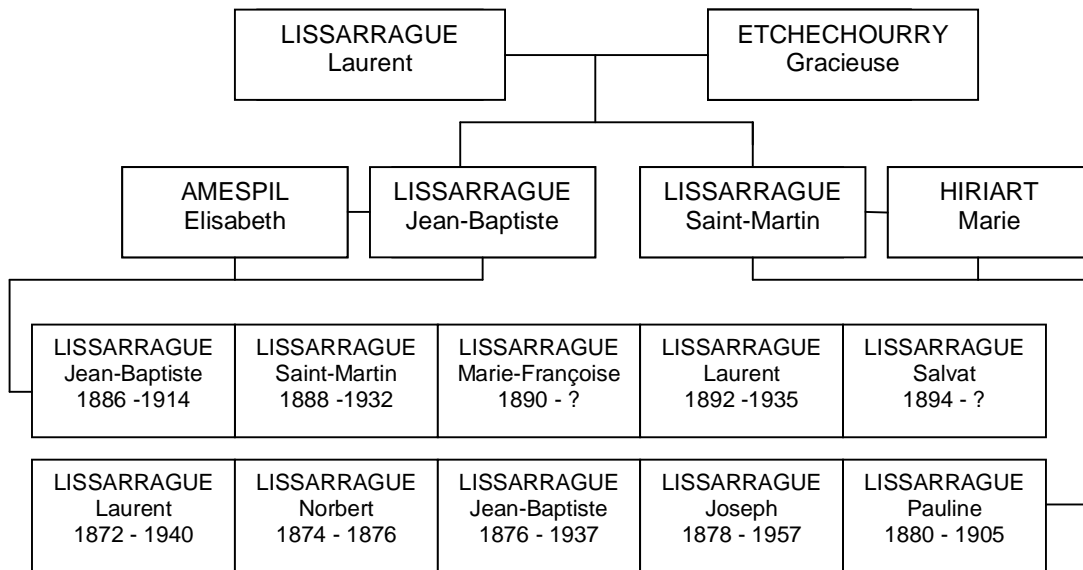 LISSARRAGUE
Laurent
ETCHECHOURRY
Gracieuse
AMESPIL
Elisabeth
LISSARRAGUE
Jean-Baptiste
LISSARRAGUE
Saint-Martin
HIRIART
Marie
LISSARRAGUE
Jean-Baptiste
1886 -1914
LISSARRAGUE
Saint-Martin
1888 -1932
LISSARRAGUE
Marie-Françoise
1890 - ?
LISSARRAGUE
Laurent
1892 -1935
LISSARRAGUE
Salvat
1894 - ?
LISSARRAGUE
Laurent
1872 - 1940
LISSARRAGUE
Norbert
1874 - 1876
LISSARRAGUE
Jean-Baptiste
1876 - 1937
LISSARRAGUE
Joseph
1878 - 1957
LISSARRAGUE
Pauline
1880 - 1905